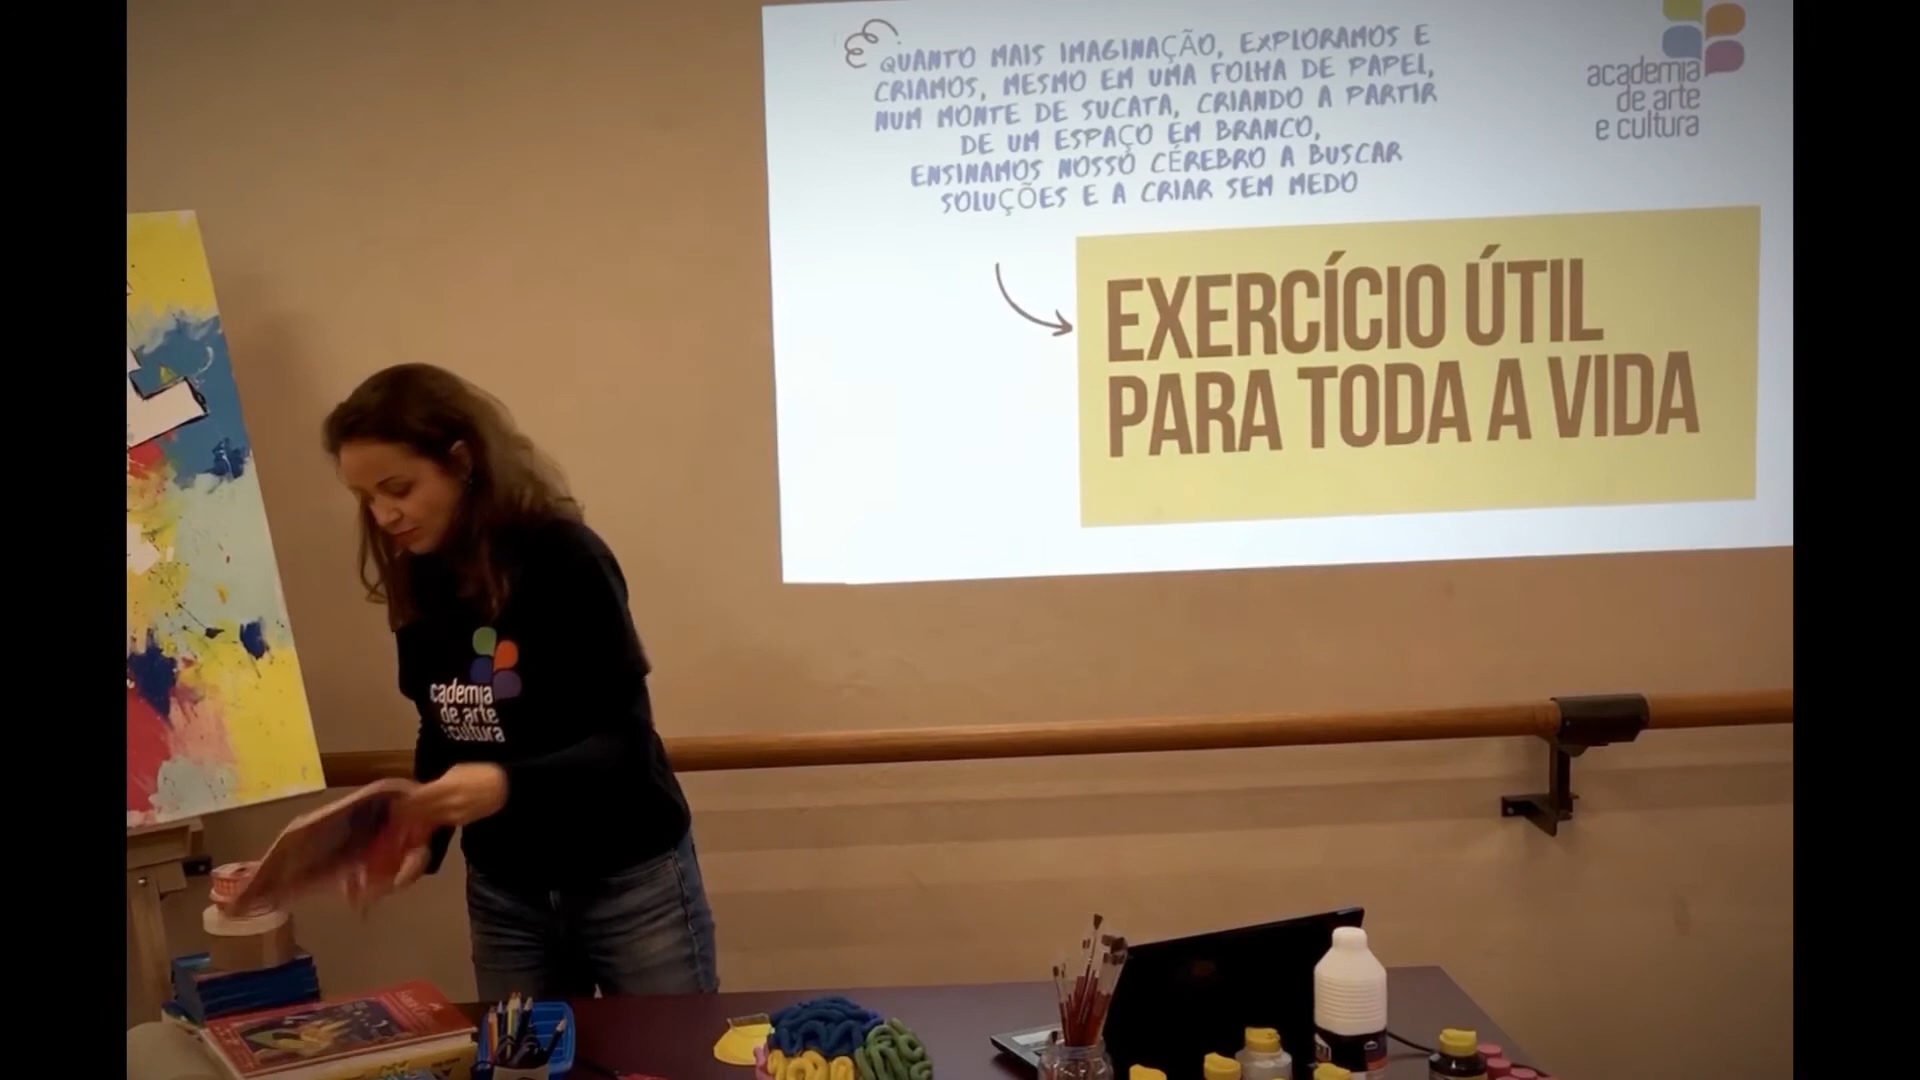 QUANTO MAIS IMAGINAÇÃO, EXPLORAMOS E
CRIAMOS, MESMO EM UMA FOLHA DE PAPEL,
NUM MONTE DE SUCATA, CRIANDO A PARTIR
DE UM ESPAÇO EM BRANCO,
ENSINAMOS NOSSO CÉREBRO A BUSCAR
SOLUÇÕES E A CRIAR SEM MEDO
academia
de arte
e cultura
EXERCÍCIO ÚTIL
PARA TODA A VIDA
cademia
de arte
e cultura